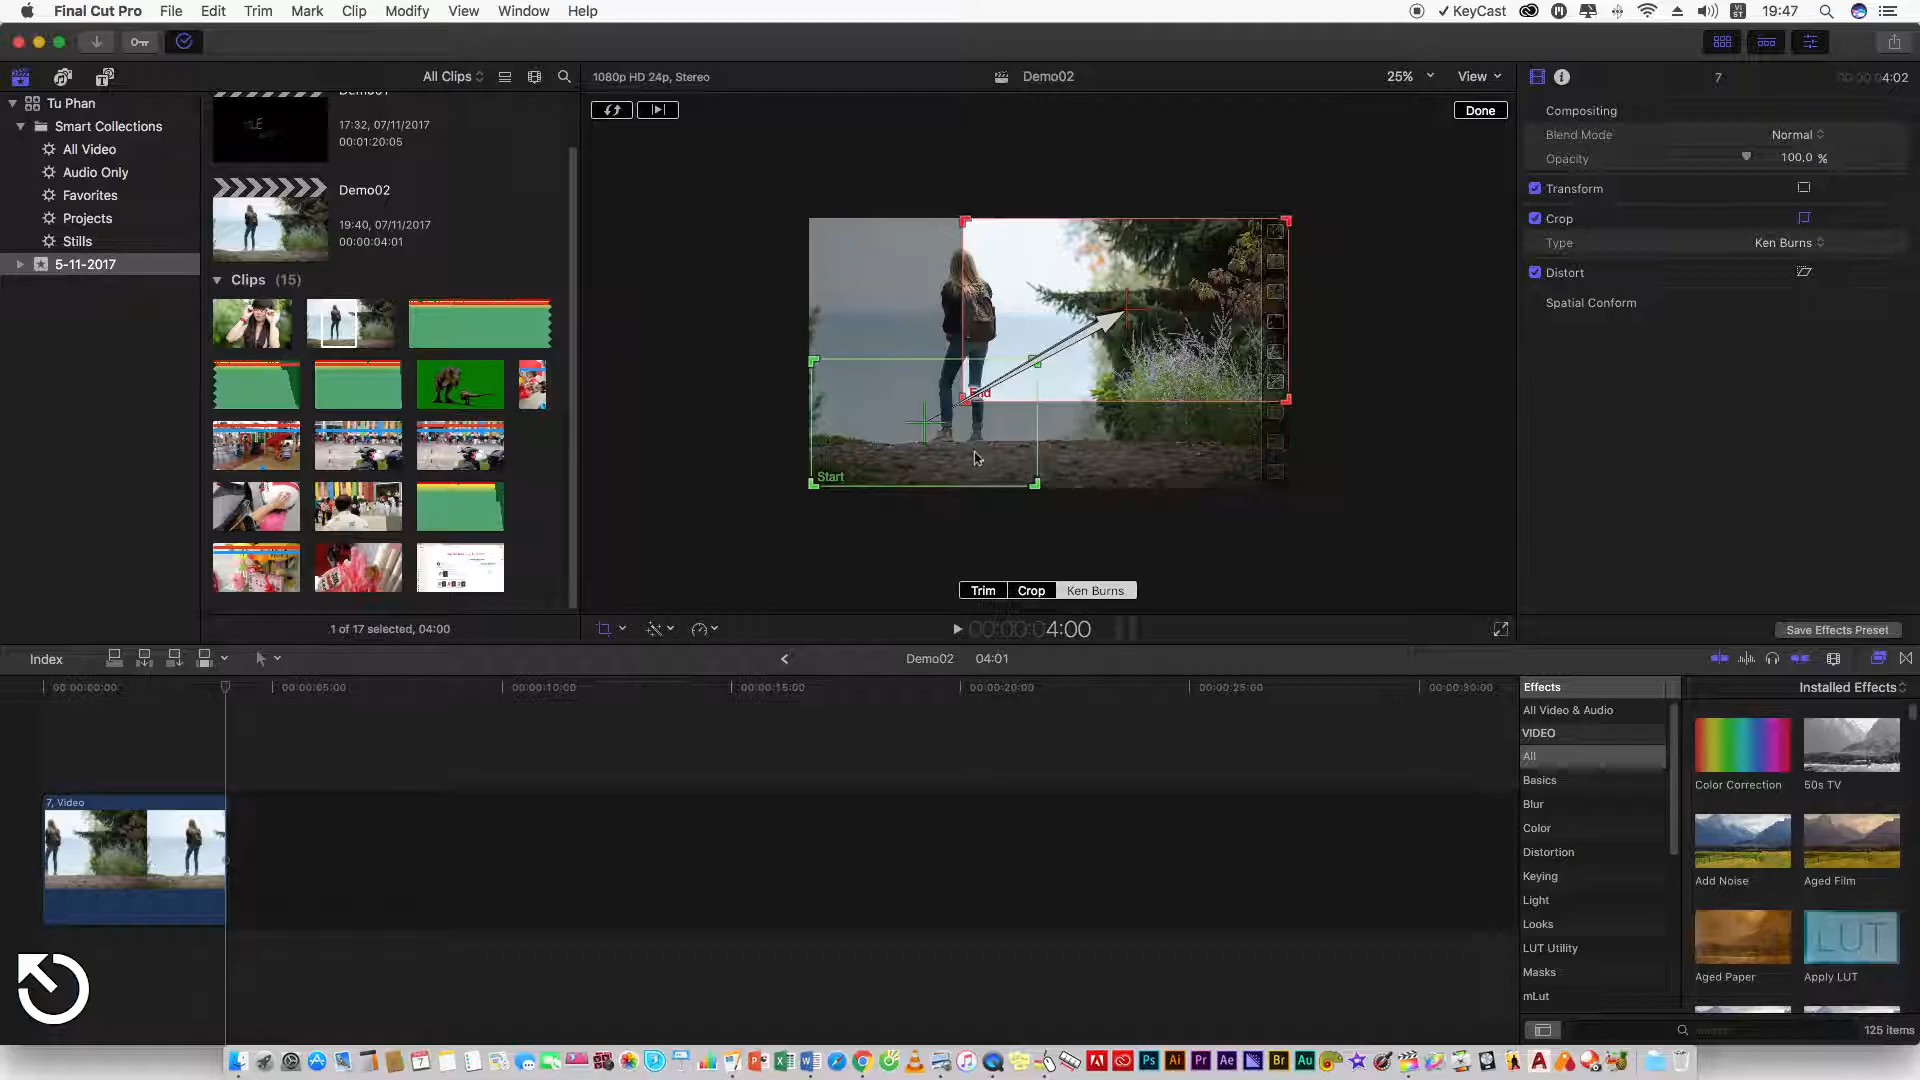 Final Cut Pro File Edit Trim Mark Clip Modify View Window Help
KeyCast 19:47
All Clips
1080p HD 24p, Stereo Demo02 25% View
7 4:02
Tu Phan
Smart Collections
All Video
Audio Only
Favorites
Projects
Stills
5-11-2017
17:32, 07/11/2017
00:01:20:05
Demo02
19:40, 07/11/2017
00:00:04:01
Clips (15)
1 of 17 selected, 04:00
Done
End
Start
Trim Crop Ken Burns
4:00
Compositing
Blend Mode Normal
Opacity 100,0 %
Transform
Crop
Type Ken Burns
Distort
Spatial Conform
Save Effects Preset
Index Demo02 04:01
00:00:00:00 00:00:05:00 00:00:10:00 00:00:15:00 00:00:20:00 00:00:25:00 00:00:30:00
7, Video
Effects Installed Effects
All Video & Audio
VIDEO
All
Basics
Blur
Color
Distortion
Keying
Light
Looks
LUT Utility
Masks
mLut
Color Correction 50s TV
Add Noise Aged Film
LUT
Aged Paper Apply LUT
125 items
Ps Ai Pr Ae Br Au